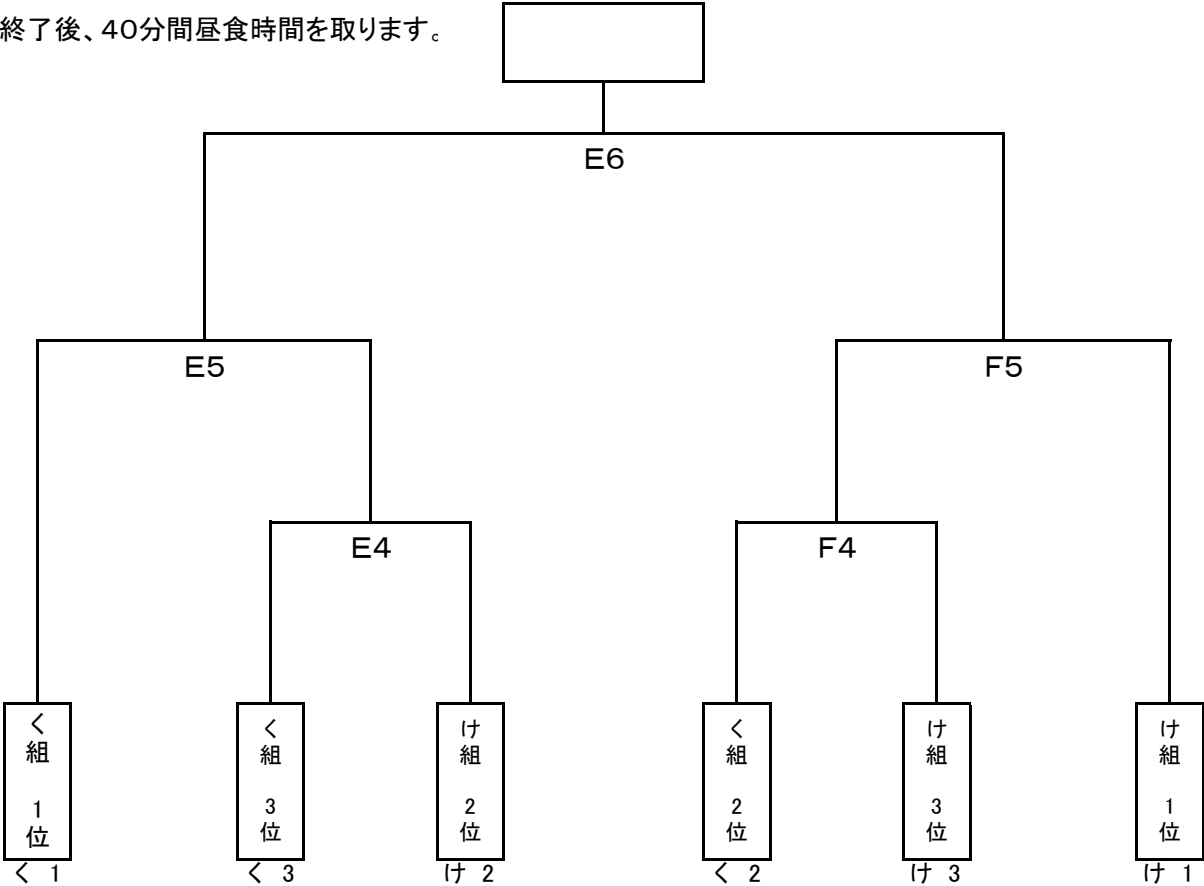 終了後、40分間昼食時間を取ります。
E6
E5
F5
E4
F4
く組 1位
く組 3位
け組 2位
く組 2位
け組 3位
け組 1位
く 1
く 3
け 2
く 2
け 3
け 1